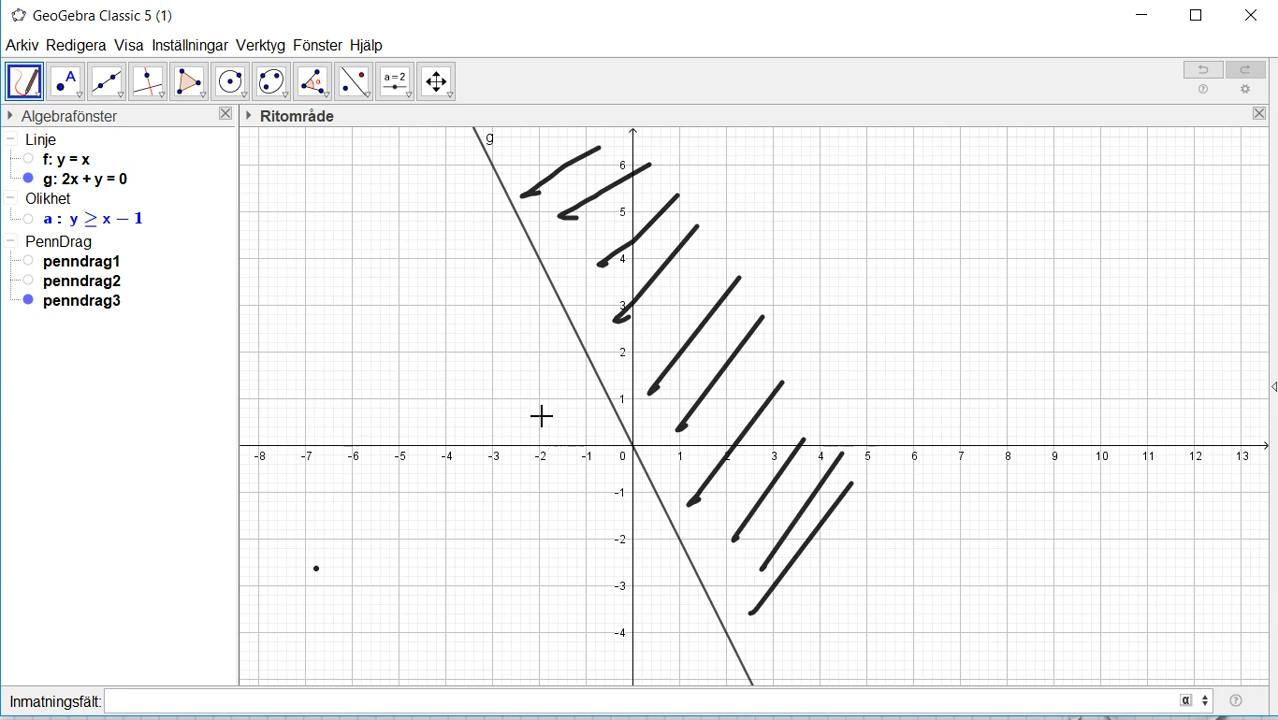 GeoGebra Classic 5 (1)
Arkiv Redigera Visa Inställningar Verktyg Fönster Hjälp
A α a=2
Algebrafönster
Ritområde
Linje
f: y = x
g: 2x + y = 0
Olikhet
a : y ≥ x − 1
PennDrag
penndrag1
penndrag2
penndrag3
g
6
5
4
3
2
1
-8 -7 -6 -5 -4 -3 -2 -1 0 1 2 3 4 5 6 7 8 9 10 11 12 13
-1
-2
-3
-4
Inmatningsfält: α